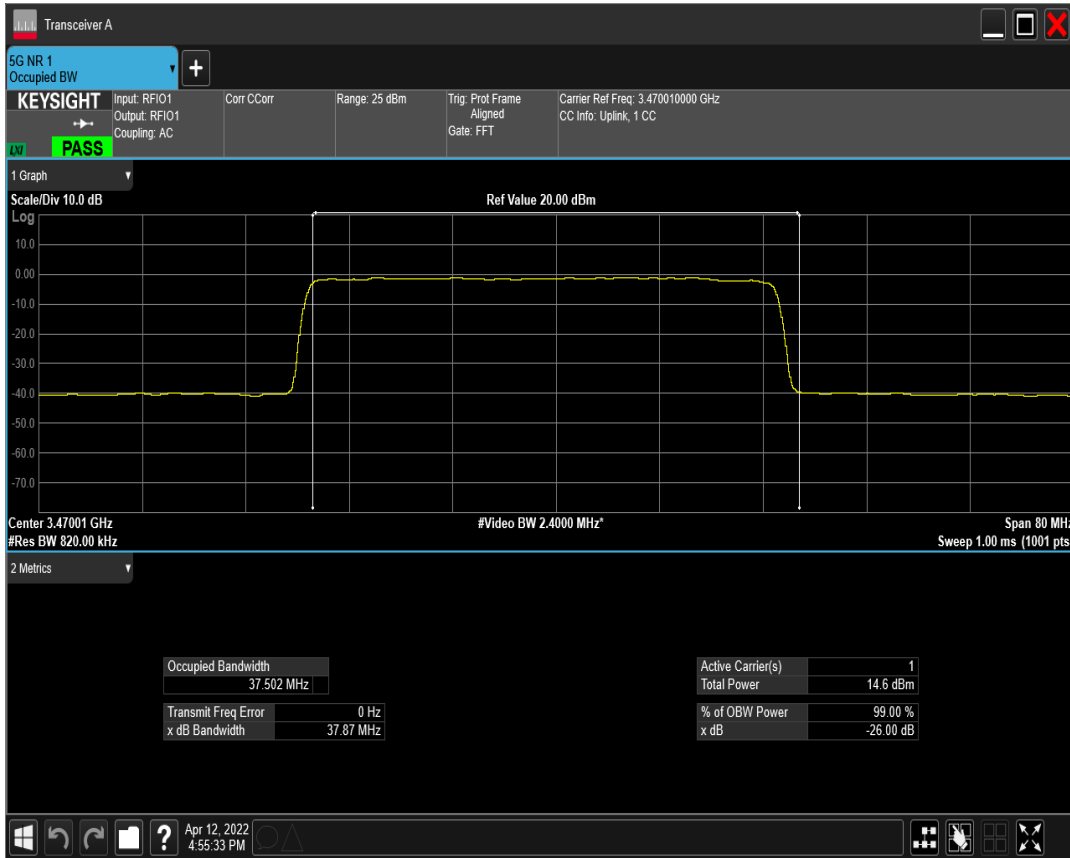 Transceiver A
5G NR 1
Occupied BW
+
KEYSIGHT
LXI
PASS
Input: RFIO1
Output: RFIO1
Coupling: AC
Corr CCorr
Range: 25 dBm
Trig: Prot Frame
Aligned
Gate: FFT
Carrier Ref Freq: 3.470010000 GHz
CC Info: Uplink, 1 CC
1 Graph
Scale/Div 10.0 dB
Ref Value 20.00 dBm
Log
10.0
0.00
-10.0
-20.0
-30.0
-40.0
-50.0
-60.0
-70.0
Center 3.47001 GHz
#Video BW 2.4000 MHz*
Span 80 MHz
#Res BW 820.00 kHz
Sweep 1.00 ms (1001 pts
2 Metrics
Occupied Bandwidth
37.502 MHz
Transmit Freq Error 0 Hz
x dB Bandwidth 37.87 MHz
Active Carrier(s) 1
Total Power 14.6 dBm
% of OBW Power 99.00 %
x dB -26.00 dB
?
Apr 12, 2022
4:55:33 PM